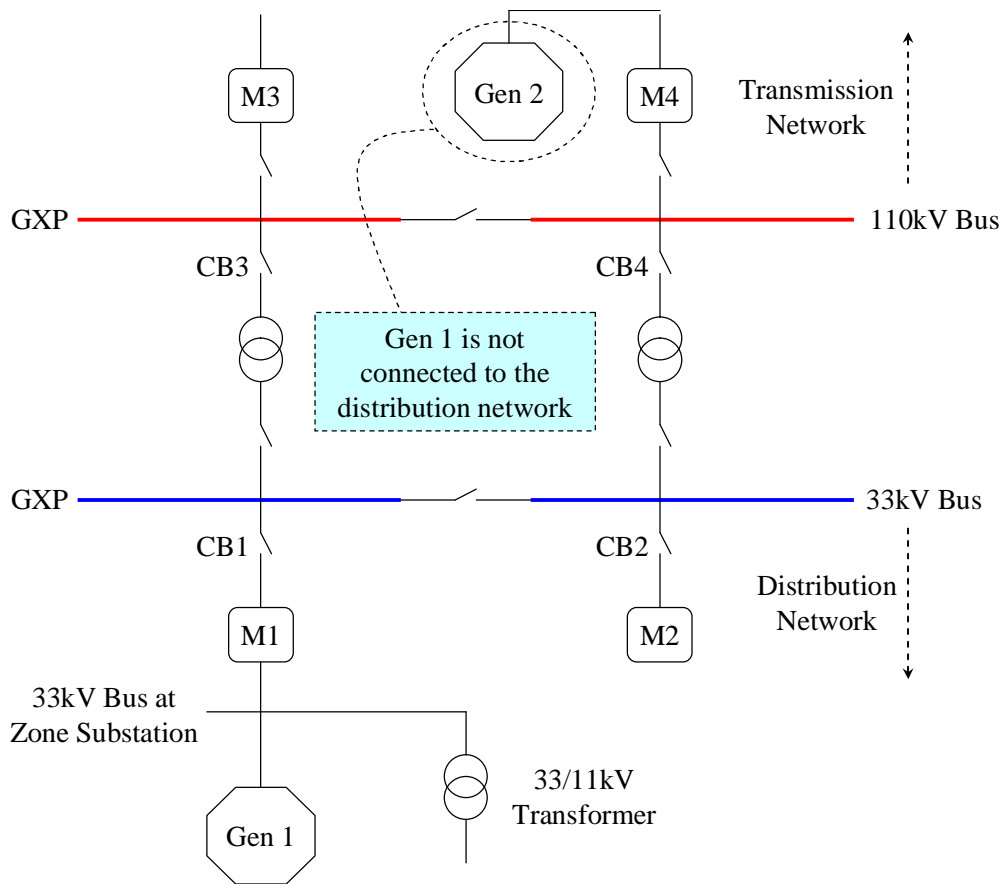 Gen 2
M3
M4
Transmission
Network
GXP
110kV Bus
CB3
CB4
Gen 1 is not
connected to the
distribution network
GXP
33kV Bus
CB1
CB2
Distribution
Network
M1
M2
33kV Bus at
Zone Substation
33/11kV
Transformer
Gen 1